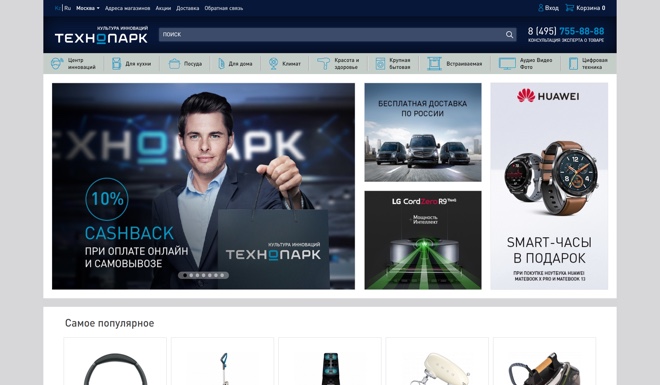 Ru
Москва
Адреса магазинов
Акции
Доставка
Обратная связь
Вход
Корзина 0
КУЛЬТУРА ИННОВАЦИЙ
ТЕХНОПАРК
ПОИСК
8 (495) 755-88-88
КОНСУЛЬТАЦИЯ ЭКСПЕРТА О ТОВАРЕ
Центр
инноваций
Для кухни
Посуда
Для дома
Климат
Красота и
здоровье
Крупная
бытовая
Встраиваемая
Аудио Видео
Фото
Цифровая
техника
ТЕХНОПАРК
10%
CASHBACK
ПРИ ОПЛАТЕ ОНЛАЙН
И САМОВЫВОЗЕ
КУЛЬТУРА ИННОВАЦИЙ
ТЕХНОПАРК
БЕСПЛАТНАЯ ДОСТАВКА
ПО РОССИИ
LG CordZero R9
Мощность
Интеллект
HUAWEI
SMART-ЧАСЫ
В ПОДАРОК
ПРИ ПОКУПКЕ НОУТБУКА HUAWEI
MATEBOOK X PRO И MATEBOOK 13
Самое популярное